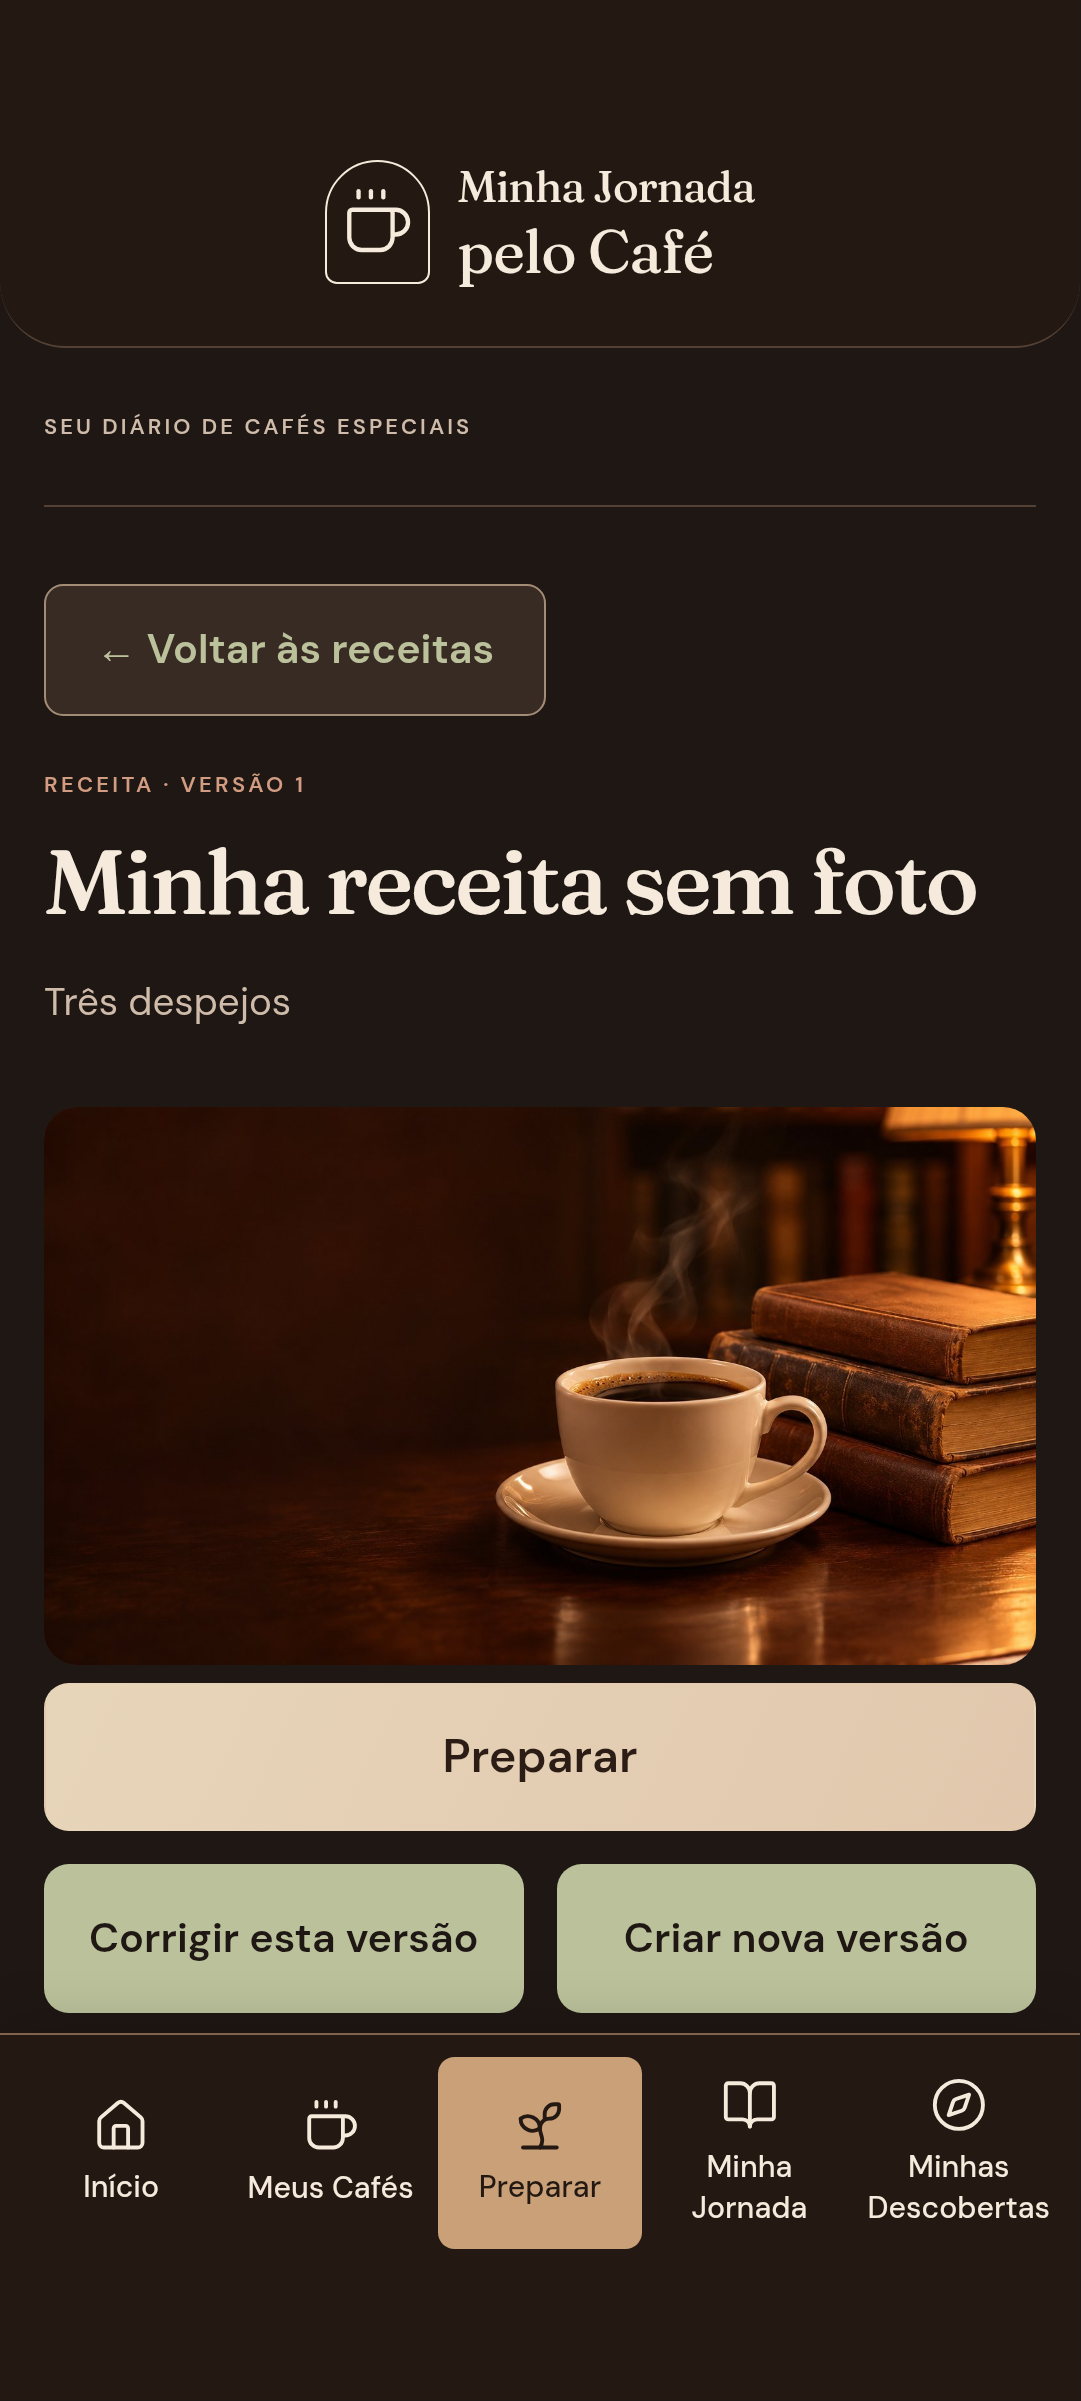 Minha Jornada
pelo Café
SEU DIÁRIO DE CAFÉS ESPECIAIS
← Voltar às receitas
RECEITA · VERSÃO 1
Minha receita sem foto
Três despejos
Preparar
Corrigir esta versão
Criar nova versão
Início
Meus Cafés
Preparar
Minha
Jornada
Minhas
Descobertas